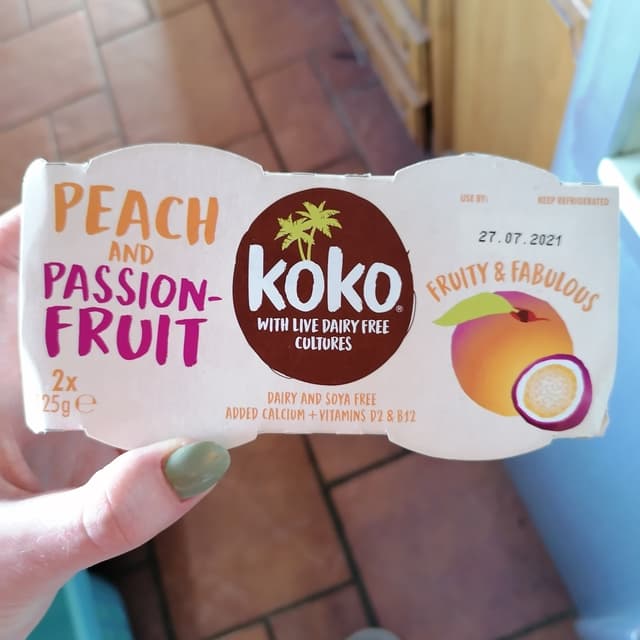 PEACH
AND
PASSION-
FRUIT
2x
25g e
koko®
WITH LIVE DAIRY FREE
CULTURES
DAIRY AND SOYA FREE
ADDED CALCIUM + VITAMINS D2 & B12
USE BY: KEEP REFRIGERATED
27.07.2021
FRUITY & FABULOUS